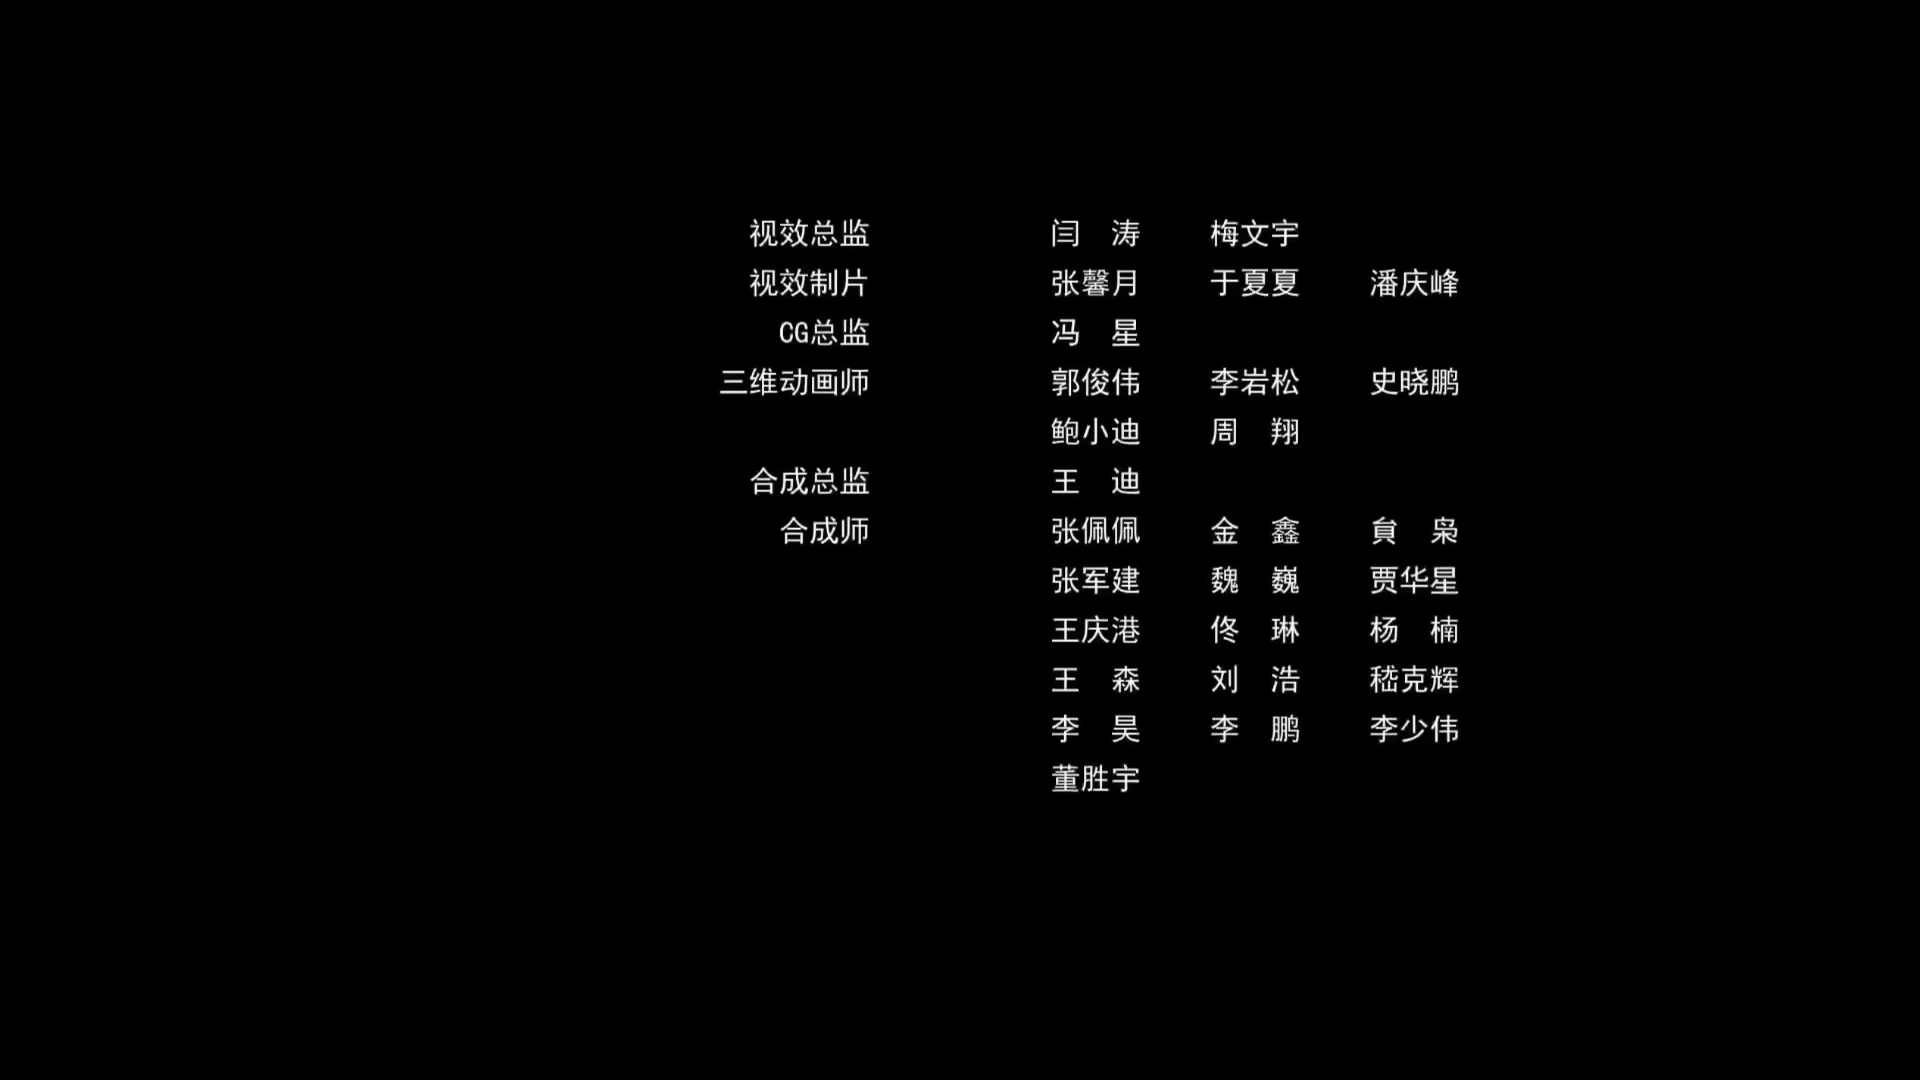 视效总监 闫 涛 梅文宇
视效制片 张馨月 于夏夏 潘庆峰
CG总监 冯 星
三维动画师 郭俊伟 李岩松 史晓鹏
鲍小迪 周 翔
合成总监 王 迪
合成师 张佩佩 金 鑫 負 枭
张军建 魏 巍 贾华星
王庆港 佟 琳 杨 楠
王 森 刘 浩 嵇克辉
李 昊 李 鹏 李少伟
董胜宇